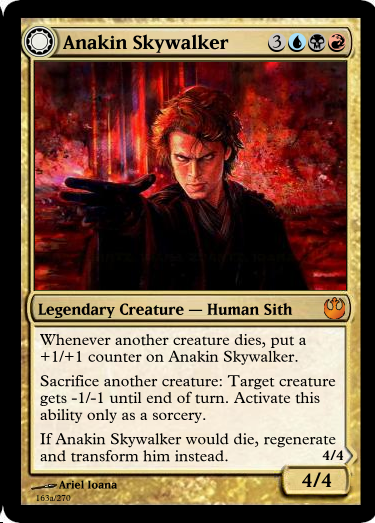 Anakin Skywalker 3
Legendary Creature — Human Sith
Whenever another creature dies, put a
+1/+1 counter on Anakin Skywalker.
Sacrifice another creature: Target creature
gets -1/-1 until end of turn. Activate this
ability only as a sorcery.
If Anakin Skywalker would die, regenerate
and transform him instead.
4/4
4/4
Ariel Ioana
163a/270